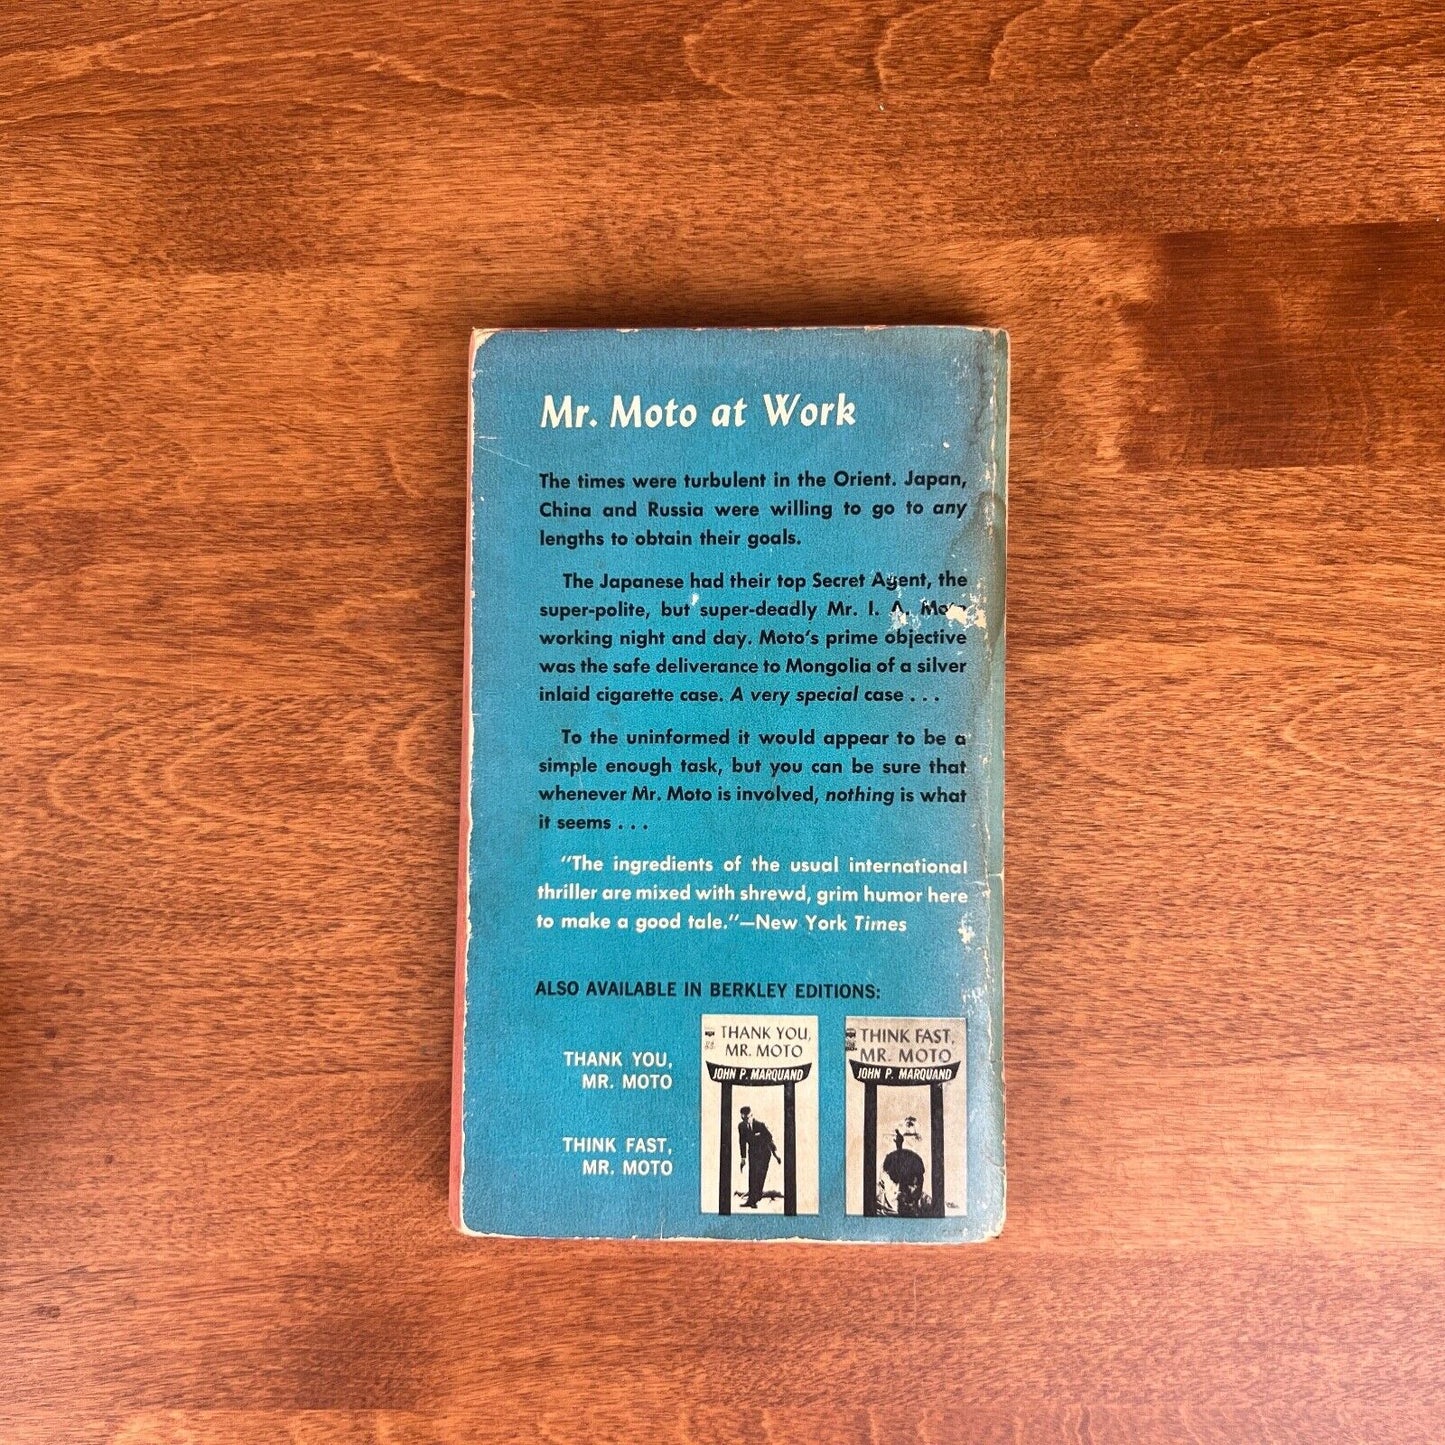 Mr. Moto at Work
The times were turbulent in the Orient. Japan,
China and Russia were willing to go to any
lengths to obtain their goals.
The Japanese had their top Secret Agent, the
super-polite, but super-deadly Mr. I. A. Moto
working night and day. Moto's prime objective
was the safe deliverance to Mongolia of a silver
inlaid cigarette case. A very special case . . .
To the uninformed it would appear to be a
simple enough task, but you can be sure that
whenever Mr. Moto is involved, nothing is what
it seems . . .
"The ingredients of the usual international
thriller are mixed with shrewd, grim humor here
to make a good tale."—New York Times
ALSO AVAILABLE IN BERKLEY EDITIONS:
THANK YOU,
MR. MOTO
THINK FAST,
MR. MOTO
THANK YOU,
MR. MOTO
JOHN P. MARQUAND
THINK FAST,
MR. MOTO
JOHN P. MARQUAND